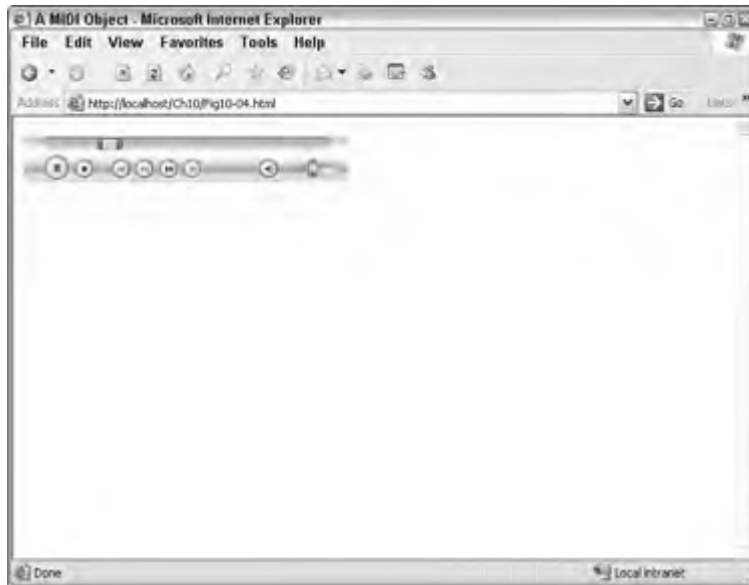 A MIDI Object - Microsoft Internet Explorer
File Edit View Favorites Tools Help
Address http://localhost/Ch10/Fig10-04.html Go Links »
Done Local intranet